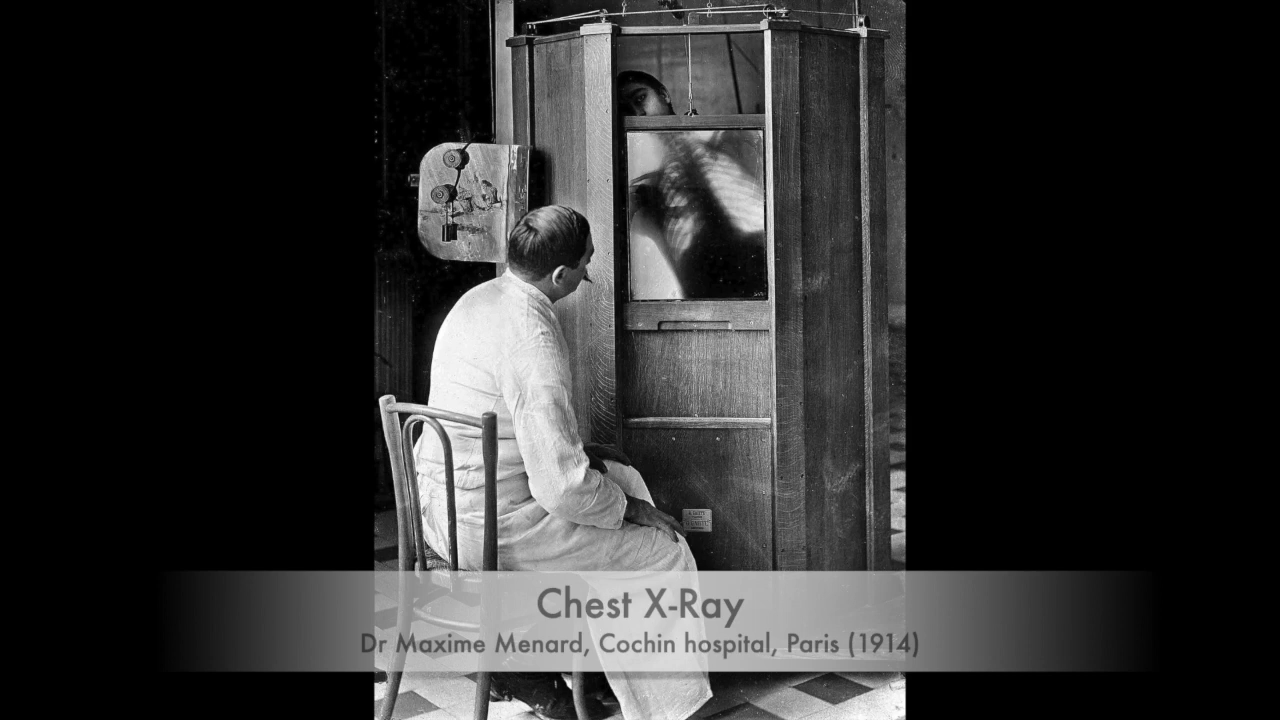 Chest X-Ray
Dr Maxime Menard, Cochin hospital, Paris (1914)